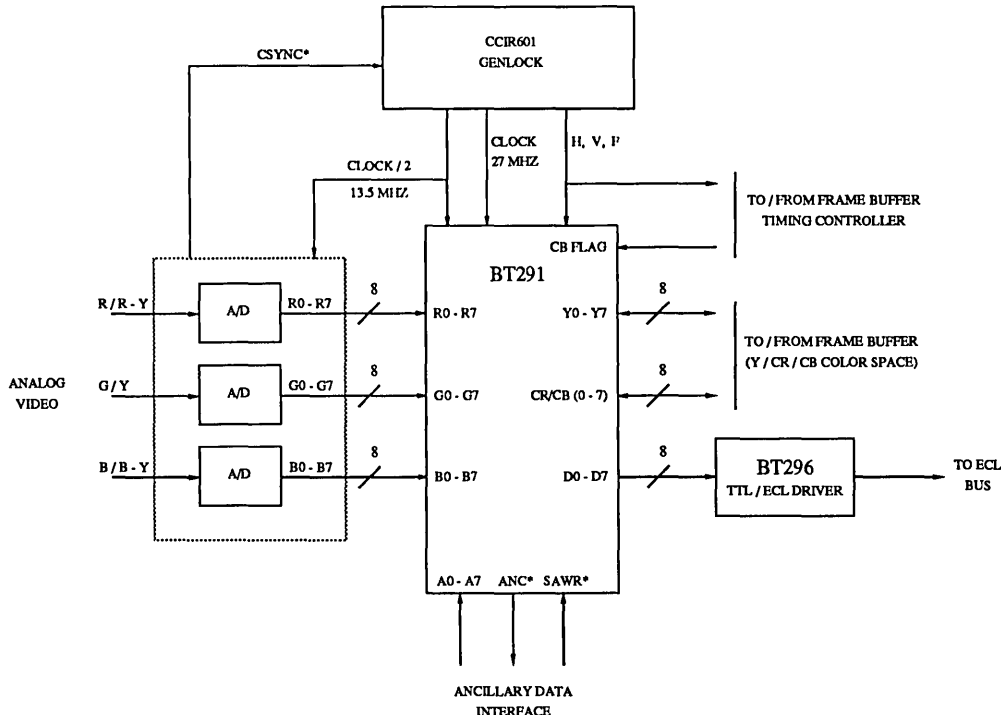 CCIR601
GENLOCK
CSYNC*
CLOCK
27 MHZ
H, V, F
CLOCK / 2
13.5 MHZ
TO / FROM FRAME BUFFER
TIMING CONTROLLER
CB FLAG
BT291
R / R - Y
A/D
R0 - R7
8
R0 - R7
Y0 - Y7
8
TO / FROM FRAME BUFFER
(Y / CR / CB COLOR SPACE)
ANALOG
VIDEO
G / Y
A/D
G0 - G7
8
G0 - G7
CR/CB (0 - 7)
8
B / B - Y
A/D
B0 - B7
8
B0 - B7
D0 - D7
8
BT296
TTL / ECL DRIVER
TO ECL
BUS
A0 - A7 ANC* SAWR*
ANCILLARY DATA
INTERFACE